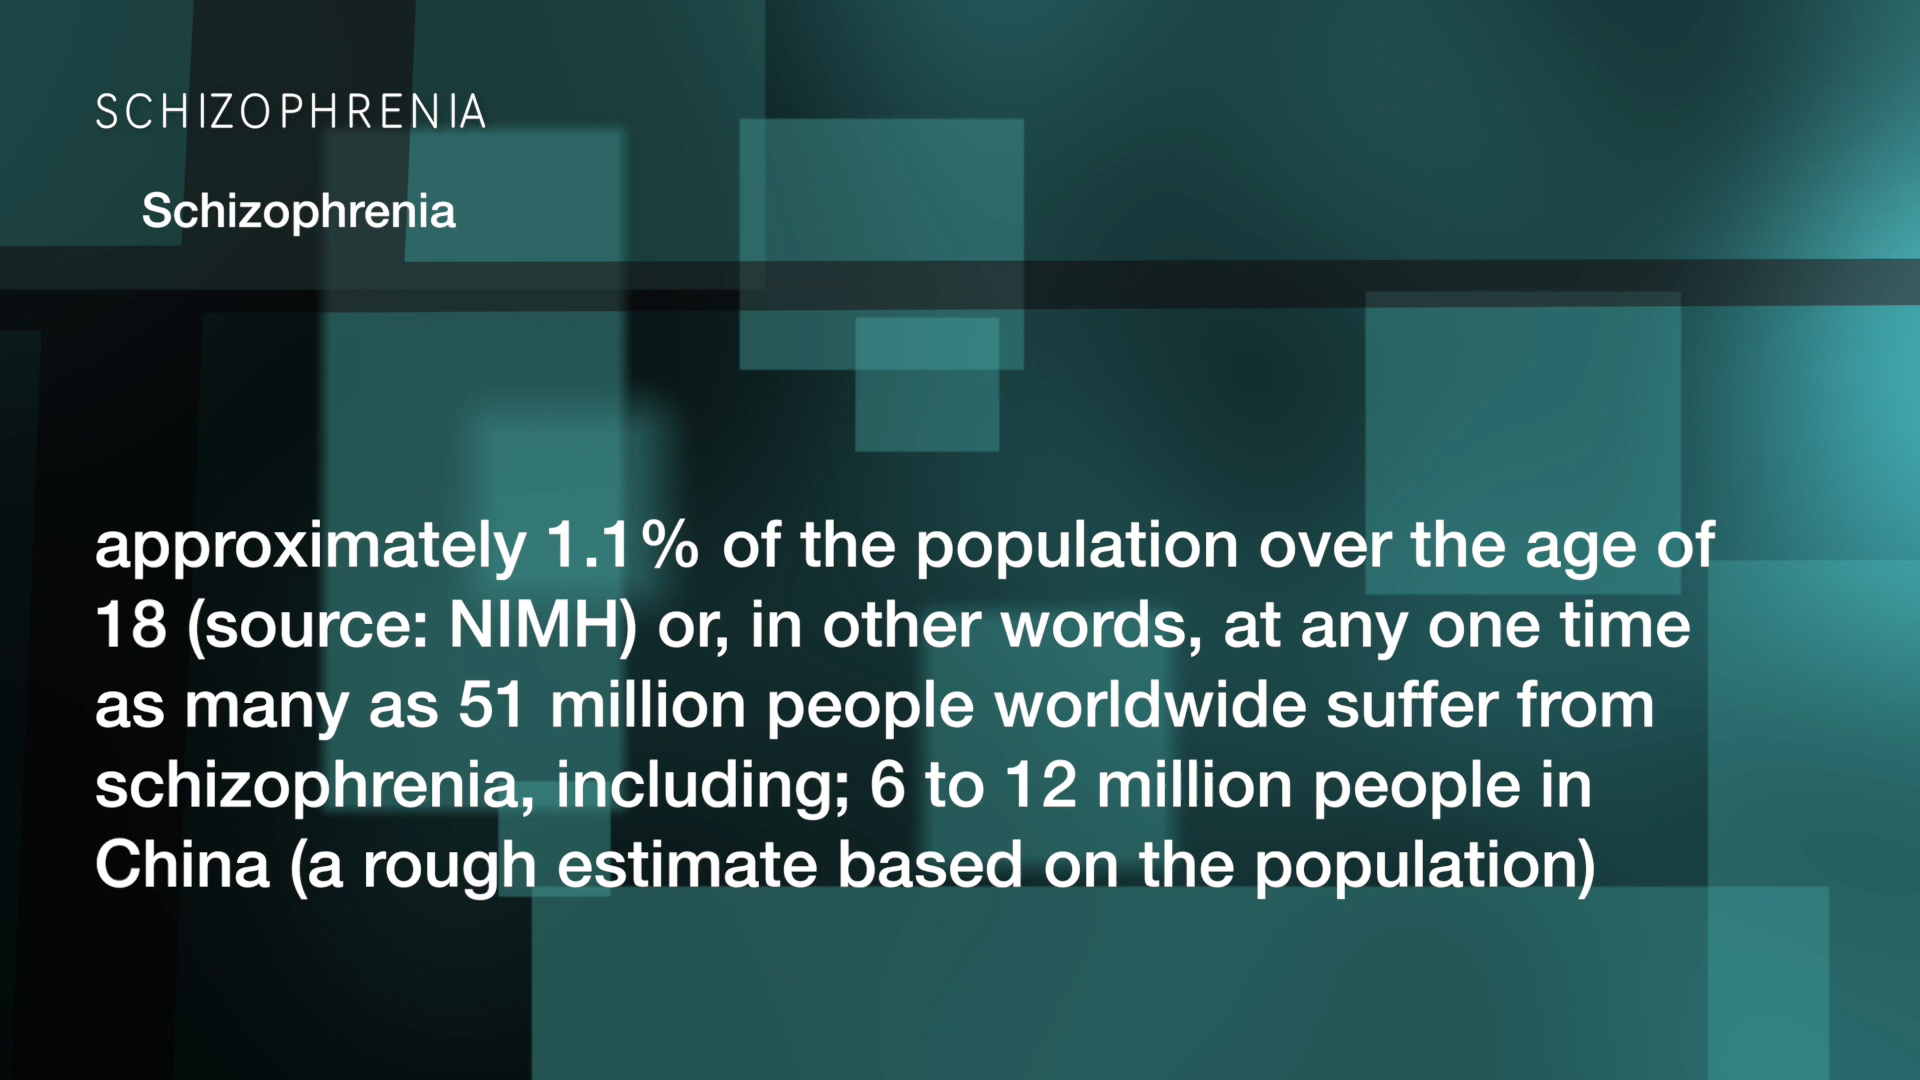 SCHIZOPHRENIA
Schizophrenia
approximately 1.1% of the population over the age of
18 (source: NIMH) or, in other words, at any one time
as many as 51 million people worldwide suffer from
schizophrenia, including; 6 to 12 million people in
China (a rough estimate based on the population)